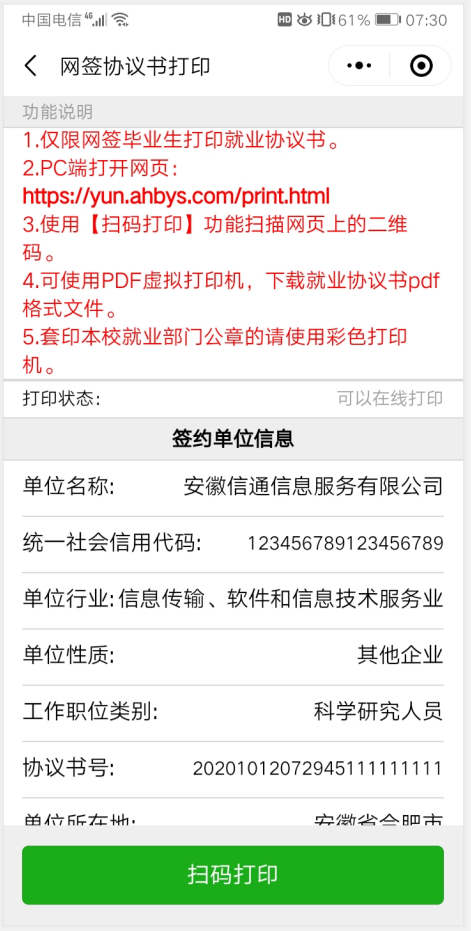 中国电信 4G HD 61% 07:30
网签协议书打印
功能说明
1.仅限网签毕业生打印就业协议书。
2.PC端打开网页:
https://yun.ahbys.com/print.html
3.使用【扫码打印】功能扫描网页上的二维
码。
4.可使用PDF虚拟打印机，下载就业协议书pdf
格式文件。
5.套印本校就业部门公章的请使用彩色打印
机。
打印状态: 可以在线打印
签约单位信息
单位名称: 安徽信通信息服务有限公司
统一社会信用代码: 123456789123456789
单位行业: 信息传输、软件和信息技术服务业
单位性质: 其他企业
工作职位类别: 科学研究人员
协议书号: 20201012072945111111111
单位所在地: 安徽省合肥市
扫码打印